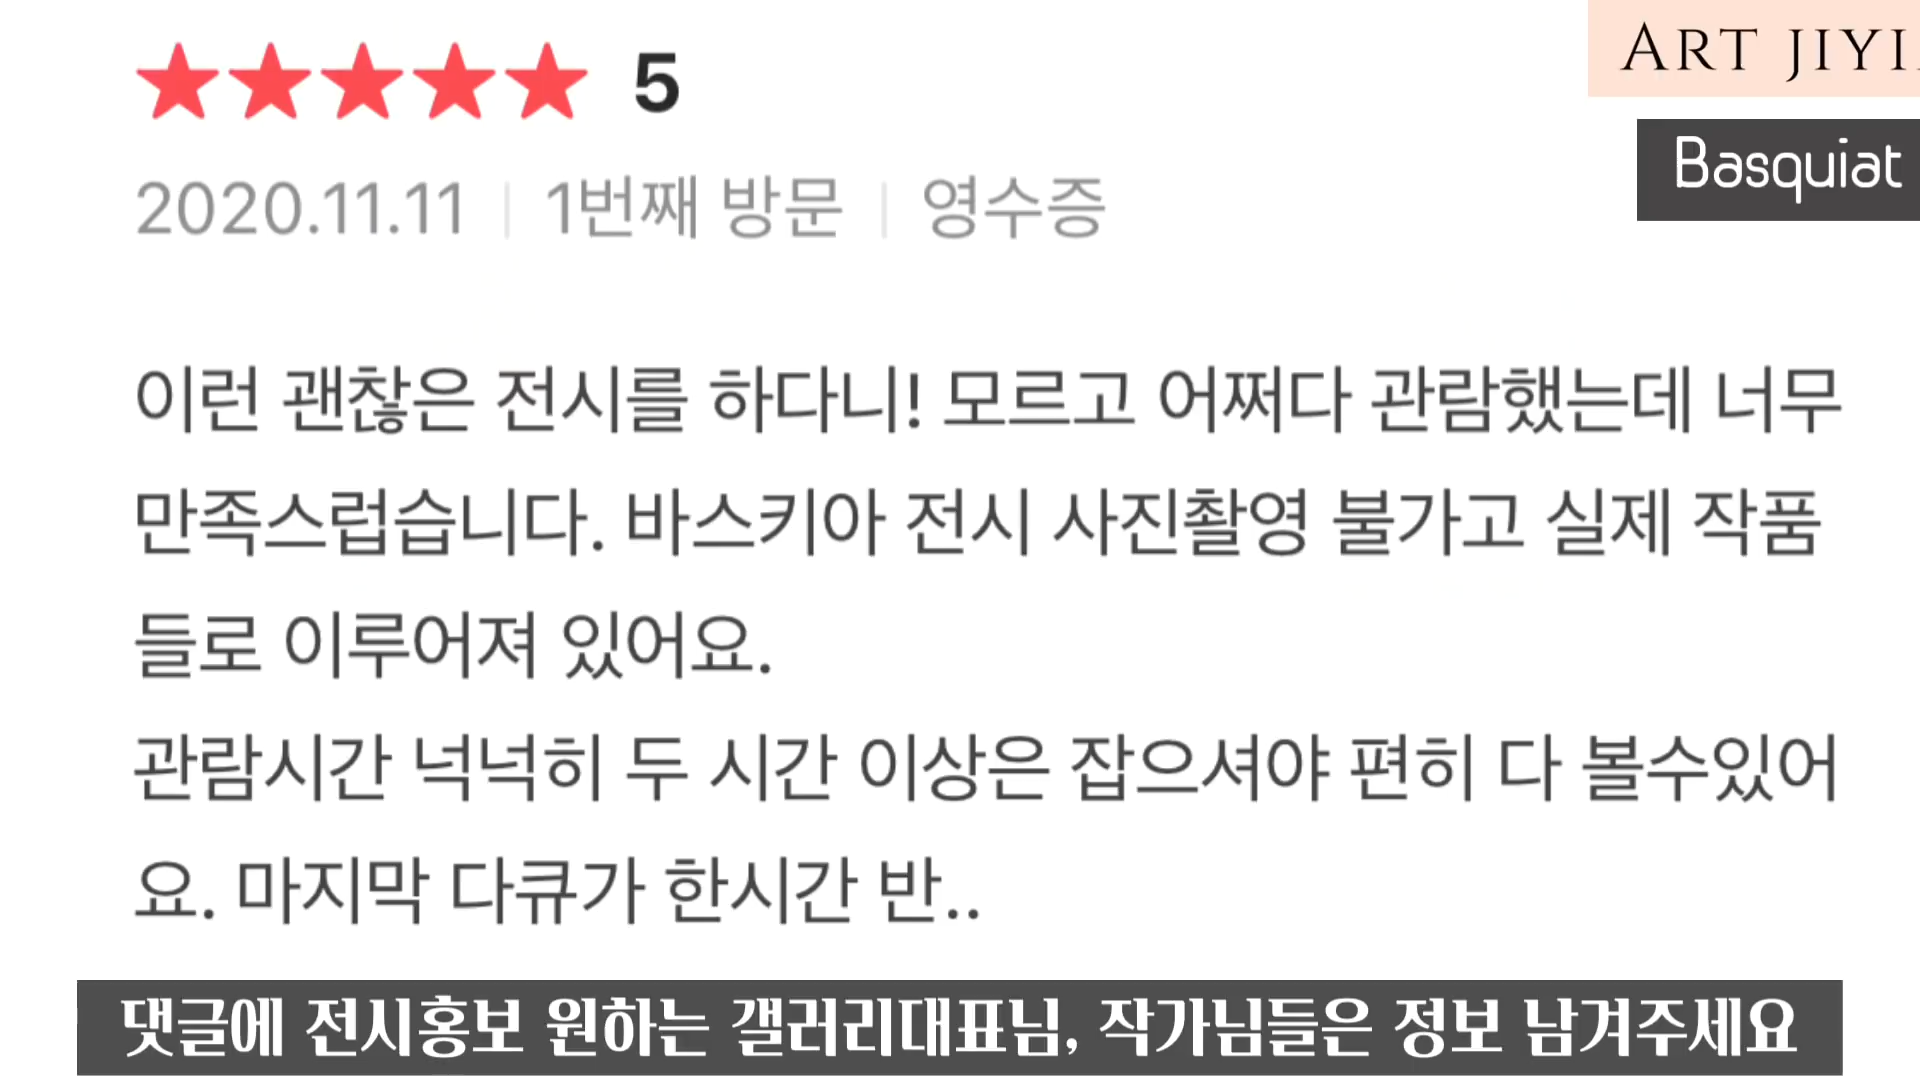 ★★★★★ 5
ART JIYI
Basquiat
2020.11.11 | 1번째 방문 | 영수증
이런 괜찮은 전시를 하다니! 모르고 어쩌다 관람했는데 너무
만족스럽습니다. 바스키아 전시 사진촬영 불가고 실제 작품
들로 이루어져 있어요.
관람시간 넉넉히 두 시간 이상은 잡으셔야 편히 다 볼수있어
요. 마지막 다큐가 한시간 반..
댓글에 전시홍보 원하는 갤러리대표님, 작가님들은 정보 남겨주세요